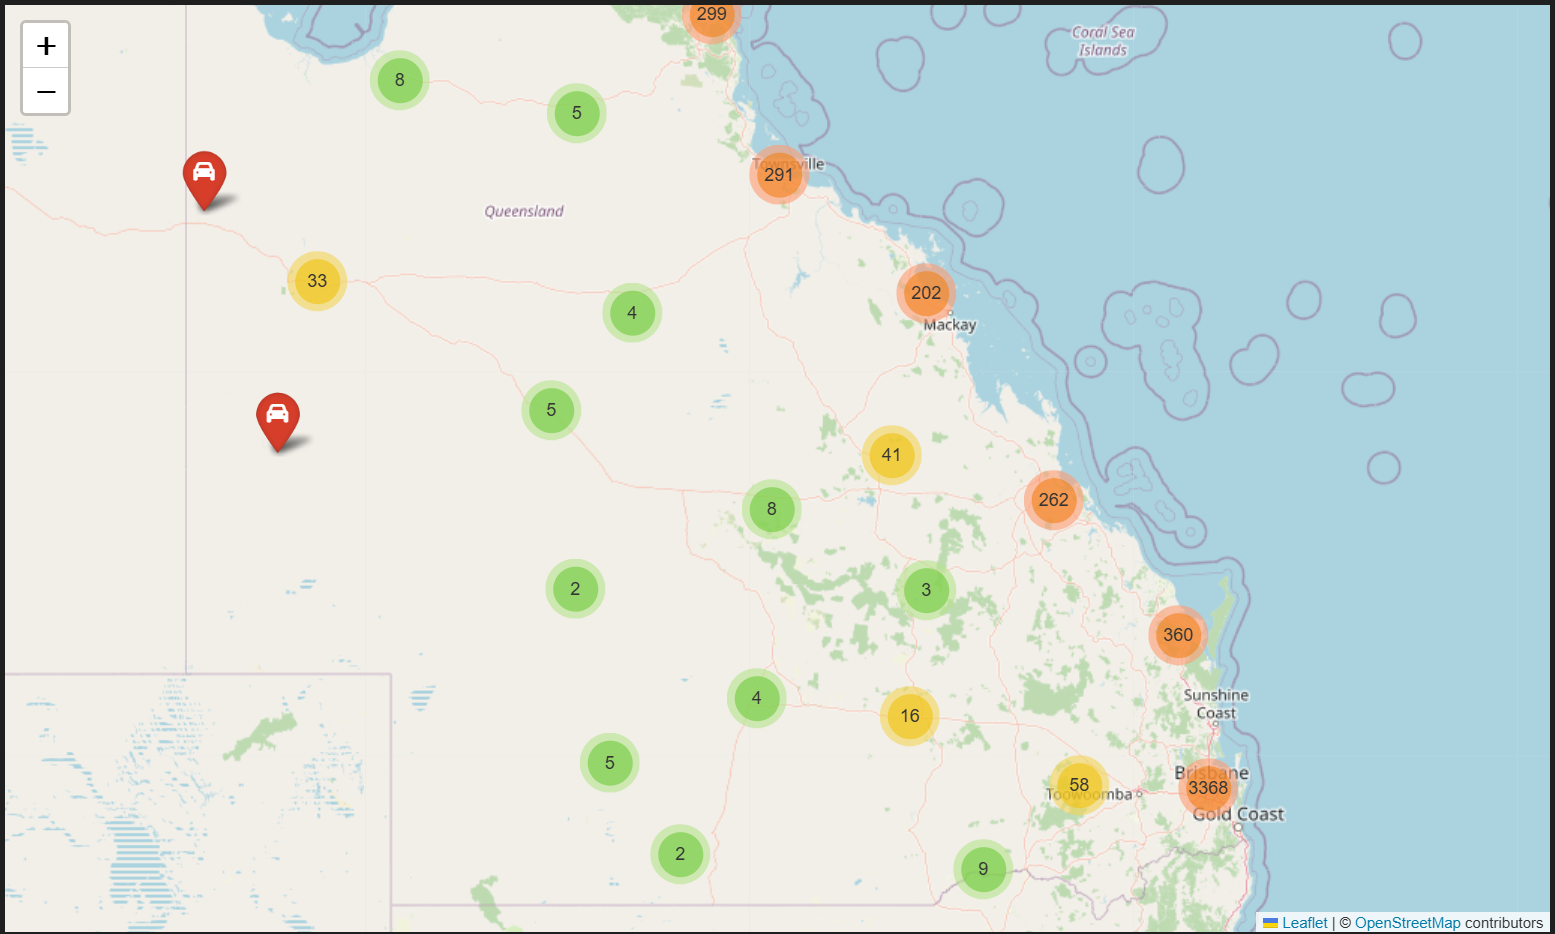 299
Coral Sea
Islands
+
−
8
5
Townsville
291
Queensland
33
202
Mackay
4
5
41
262
8
2
3
360
4
Sunshine
Coast
16
5
Brisbane
58
3368
Toowoomba
Gold Coast
2
9
Leaflet | © OpenStreetMap contributors